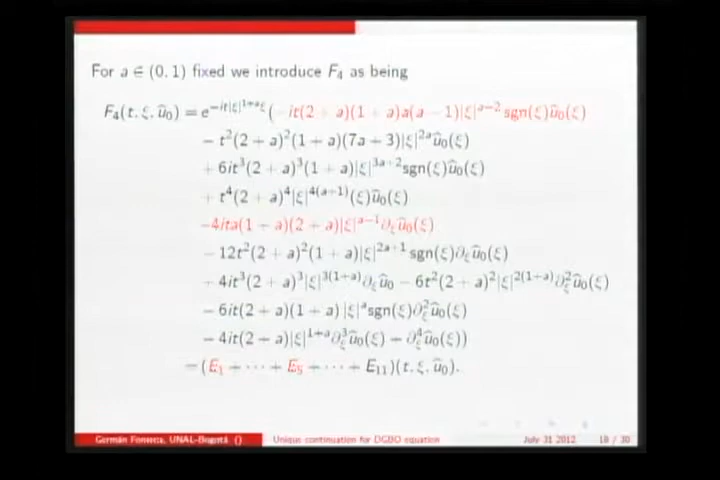 For a ∈ (0, 1) fixed we introduce F₄ as being
F₄(t, ξ, û₀) = e^{−it|ξ|^{1+a}ξ}(−it(2 + a)(1 + a)a(a − 1)|ξ|^{a−2} sgn(ξ)û₀(ξ)
− t²(2 + a)²(1 + a)(7a + 3)|ξ|^{2a}û₀(ξ)
+ 6it³(2 + a)³(1 + a)|ξ|^{3a+2}sgn(ξ)û₀(ξ)
+ t⁴(2 + a)⁴|ξ|^{4(a+1)}(ξ)û₀(ξ)
−4ita(1 + a)(2 + a)|ξ|^{a−1}∂_ξû₀(ξ)
− 12t²(2 + a)²(1 + a)|ξ|^{2a+1} sgn(ξ)∂_ξû₀(ξ)
+ 4it³(2 + a)³|ξ|^{3(1+a)}∂_ξû₀ − 6t²(2 + a)²|ξ|^{2(1+a)}∂²_ξû₀(ξ)
− 6it(2 + a)(1 + a) |ξ|^a sgn(ξ)∂²_ξû₀(ξ)
− 4it(2 + a)|ξ|^{1+a}∂³_ξû₀(ξ) + ∂⁴_ξû₀(ξ))
=(E₁ + ··· + E₅ + ··· + E₁₁)(t, ξ, û₀).
Germán Fonseca, UNAL-Bogotá () Unique continuation for DGBO equation July 31 2012 18 / 30